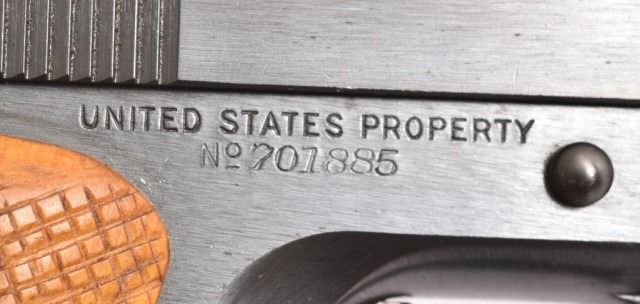 UNITED STATES PROPERTY
No 701885